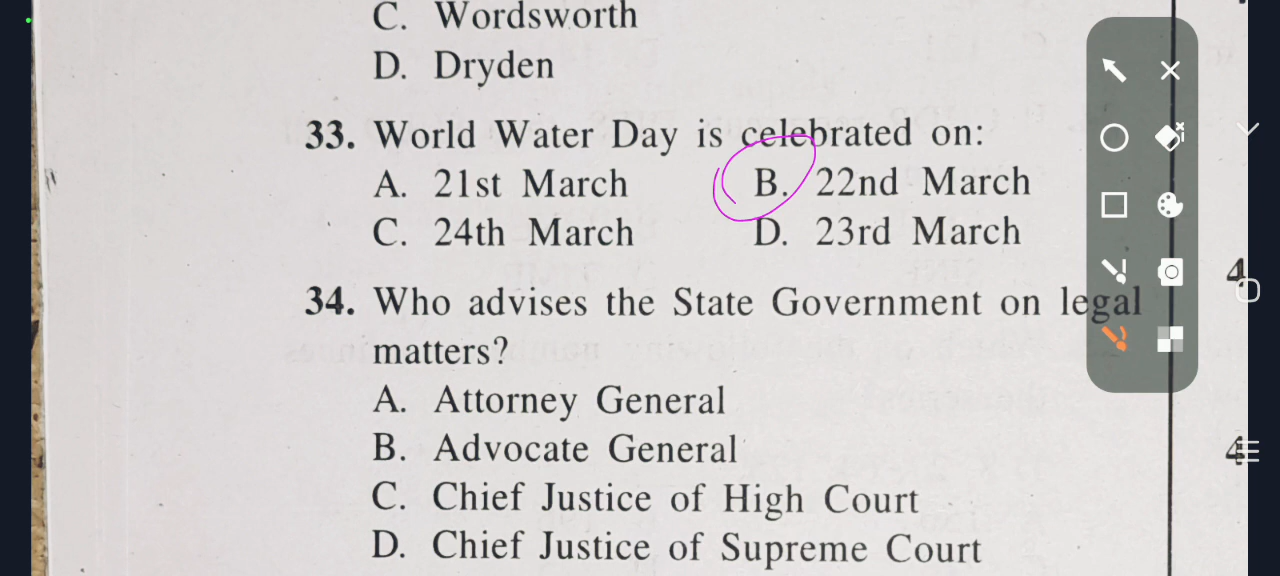 C. Wordsworth
D. Dryden
33. World Water Day is celebrated on:
A. 21st March B. 22nd March
C. 24th March D. 23rd March
34. Who advises the State Government on legal
matters?
A. Attorney General
B. Advocate General
C. Chief Justice of High Court
D. Chief Justice of Supreme Court
4
4